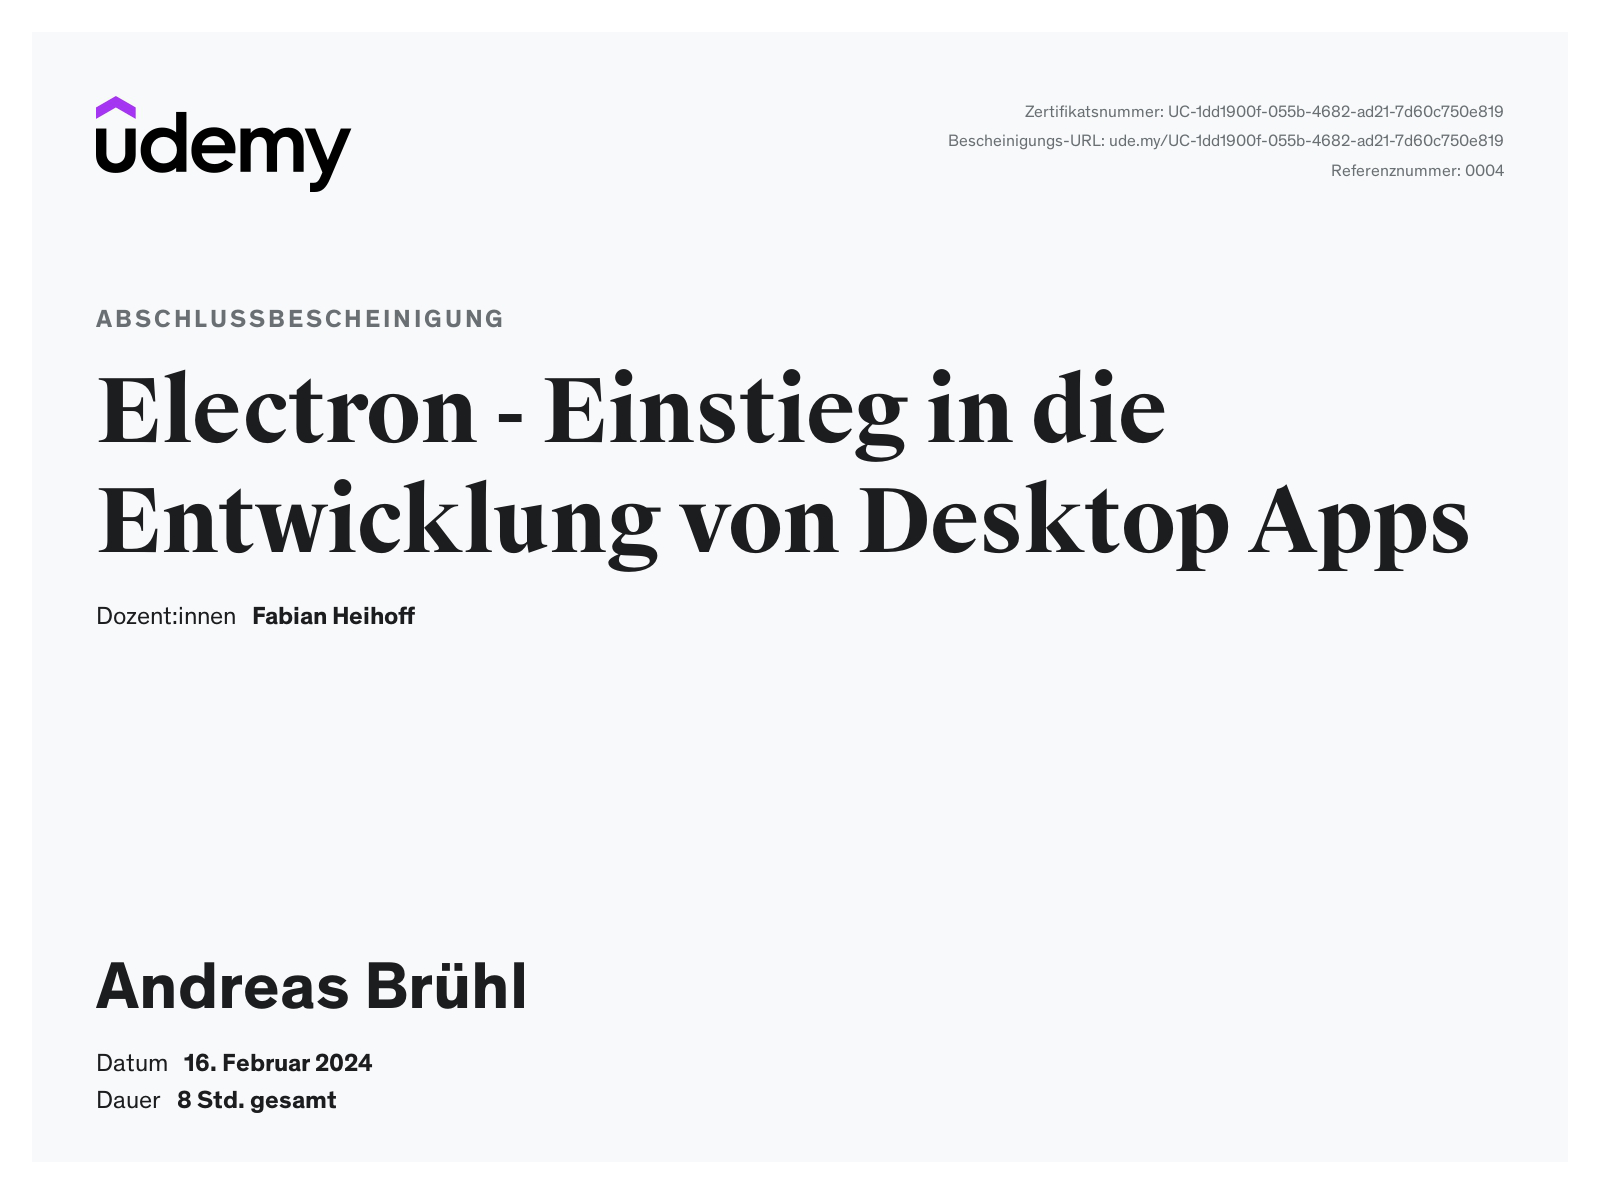 udemy
Zertifikatsnummer: UC-1dd1900f-055b-4682-ad21-7d60c750e819
Bescheinigungs-URL: ude.my/UC-1dd1900f-055b-4682-ad21-7d60c750e819
Referenznummer: 0004
ABSCHLUSSBESCHEINIGUNG
Electron - Einstieg in die
Entwicklung von Desktop Apps
Dozent:innen Fabian Heihoff
Andreas Brühl
Datum 16. Februar 2024
Dauer 8 Std. gesamt